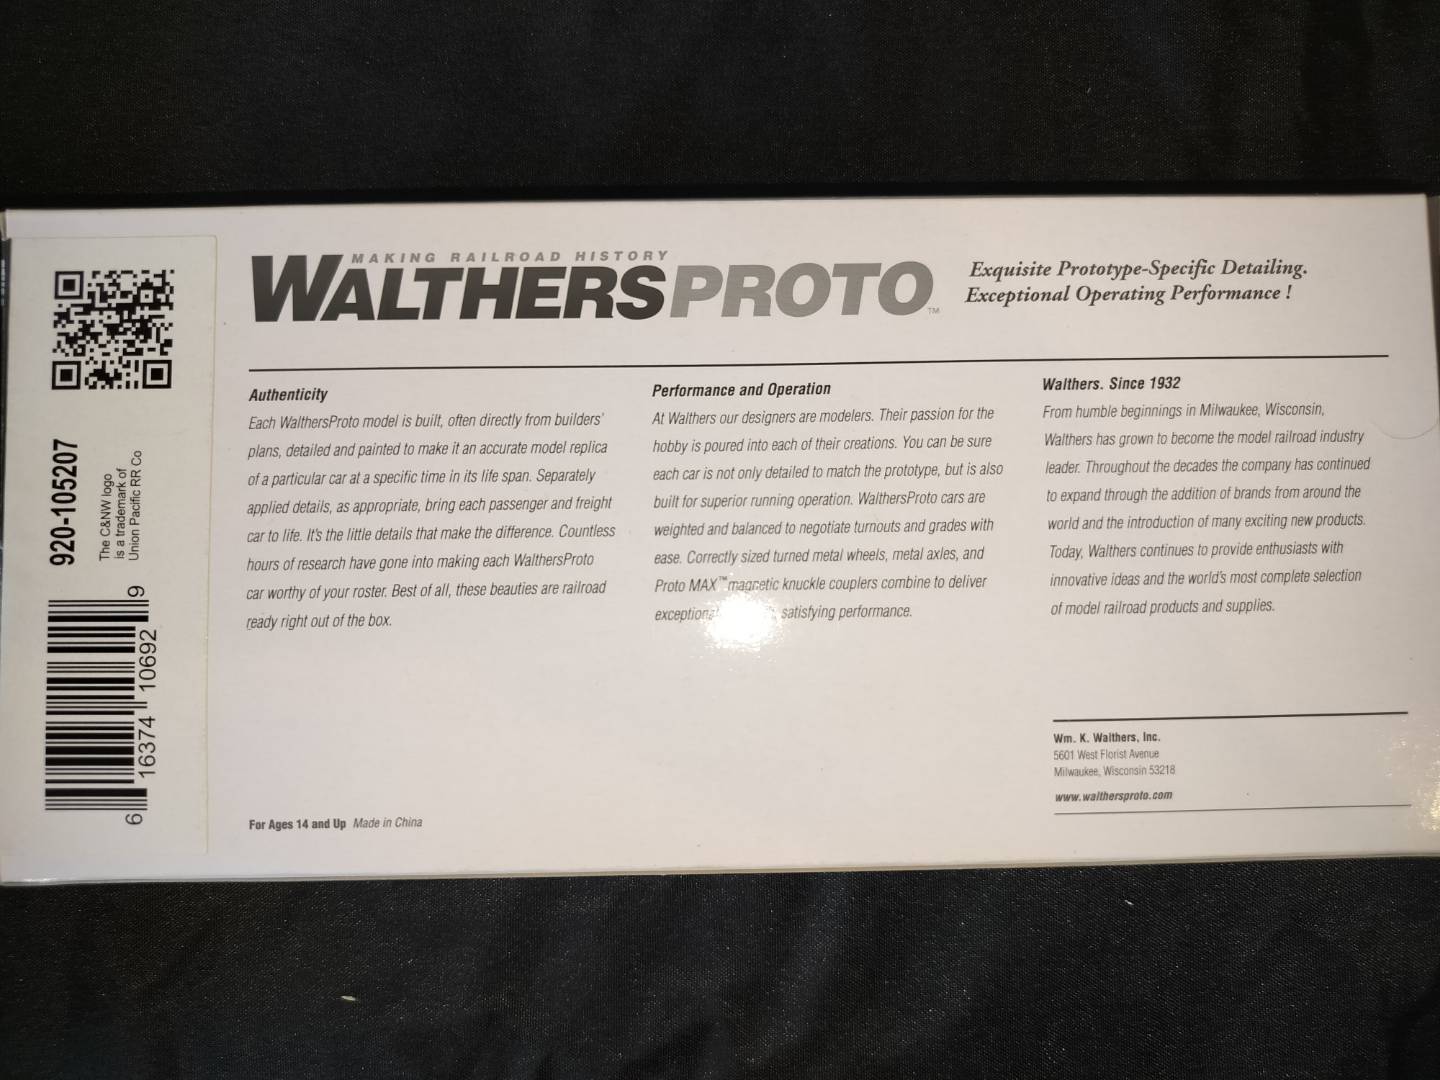 920-105207
The C&NW logo
is a trademark of
Union Pacific RR Co
6 16374 10692 9
MAKING RAILROAD HISTORY
WALTHERSPROTO™
Exquisite Prototype-Specific Detailing.
Exceptional Operating Performance !
Authenticity
Each WalthersProto model is built, often directly from builders'
plans, detailed and painted to make it an accurate model replica
of a particular car at a specific time in its life span. Separately
applied details, as appropriate, bring each passenger and freight
car to life. It's the little details that make the difference. Countless
hours of research have gone into making each WalthersProto
car worthy of your roster. Best of all, these beauties are railroad
ready right out of the box.
Performance and Operation
At Walthers our designers are modelers. Their passion for the
hobby is poured into each of their creations. You can be sure
each car is not only detailed to match the prototype, but is also
built for superior running operation. WalthersProto cars are
weighted and balanced to negotiate turnouts and grades with
ease. Correctly sized turned metal wheels, metal axles, and
Proto MAX™ magnetic knuckle couplers combine to deliver
satisfying performance.
Walthers. Since 1932
From humble beginnings in Milwaukee, Wisconsin,
Walthers has grown to become the model railroad industry
leader. Throughout the decades the company has continued
to expand through the addition of brands from around the
world and the introduction of many exciting new products.
Today, Walthers continues to provide enthusiasts with
innovative ideas and the world's most complete selection
of model railroad products and supplies.
Wm. K. Walthers, Inc.
5601 West Florist Avenue
Milwaukee, Wisconsin 53218
www.walthersproto.com
For Ages 14 and Up Made in China